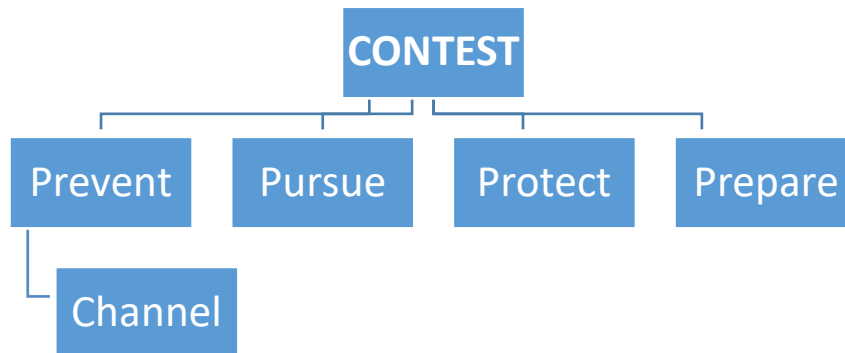 CONTEST
Prevent
Pursue
Protect
Prepare
Channel